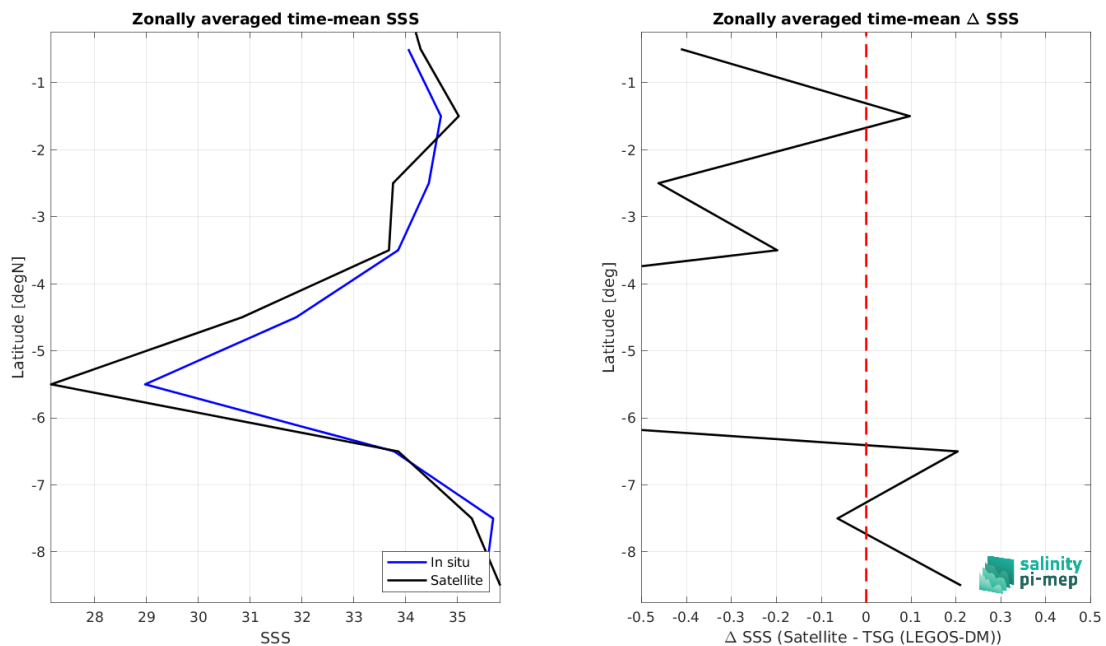 Zonally averaged time-mean SSS
-1
-2
-3
-4
-5
-6
-7
-8
Latitude [degN]
28 29 30 31 32 33 34 35
SSS
In situ
Satellite
Zonally averaged time-mean Δ SSS
-1
-2
-3
-4
-5
-6
-7
-8
Latitude [deg]
-0.5 -0.4 -0.3 -0.2 -0.1 0 0.1 0.2 0.3 0.4 0.5
Δ SSS (Satellite - TSG (LEGOS-DM))
salinity
pi-mep